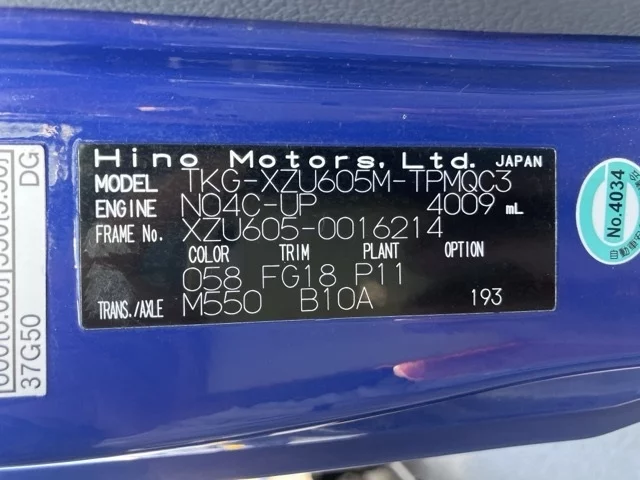 Hino Motors, Ltd. JAPAN
MODEL TKG-XZU605M-TPMQC3
ENGINE N04C-UP 4009 mL
FRAME No. XZU605-0016214
COLOR TRIM PLANT OPTION
058 FG18 P11
TRANS./AXLE M550 B10A 193
No.4034
DG
37G50